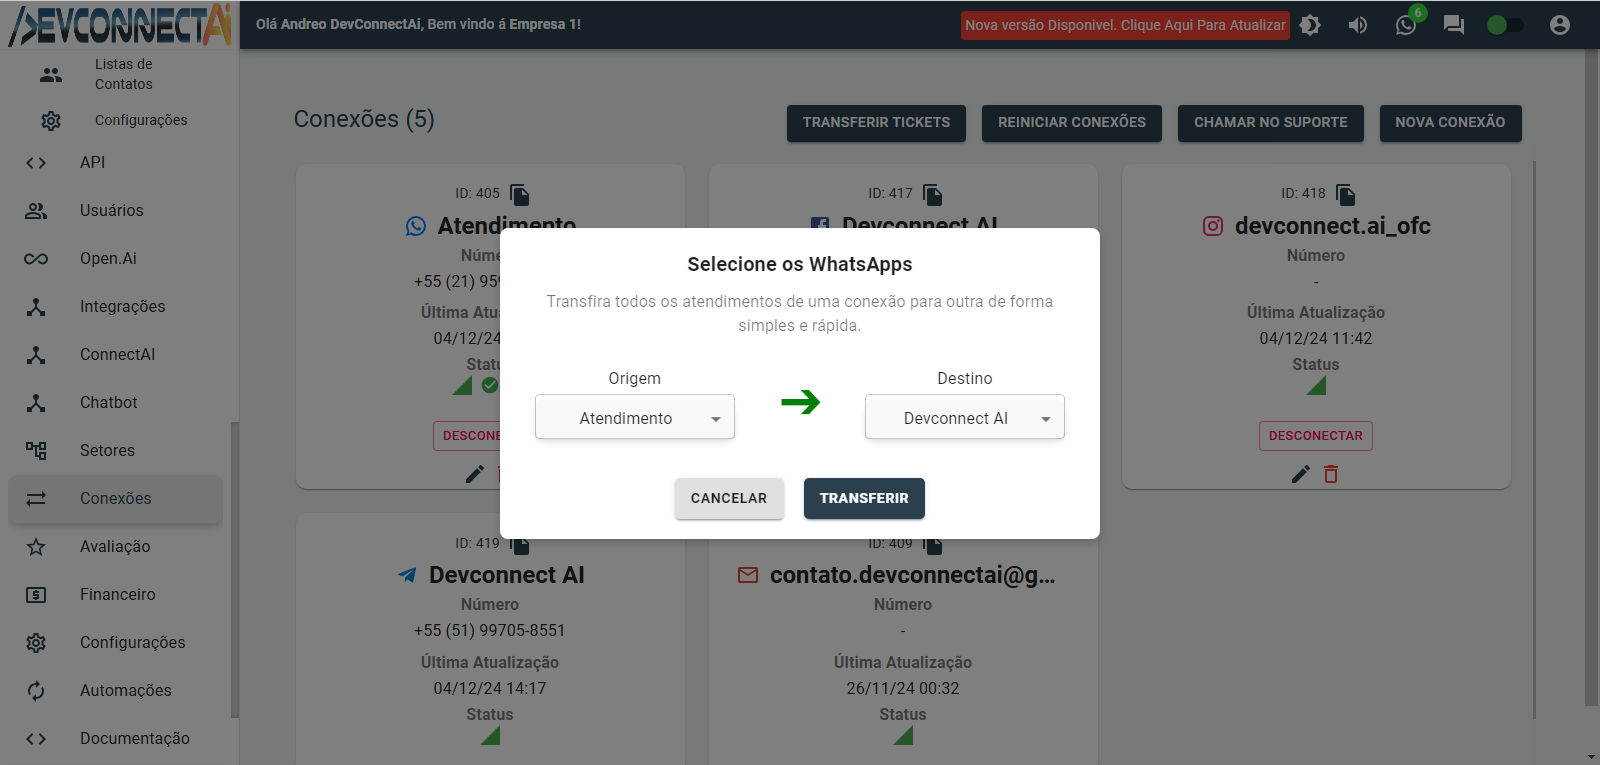 DEVCONNECTAi
Olá Andreo DevConnectAi, Bem vindo á Empresa 1!
Nova versão Disponivel. Clique Aqui Para Atualizar
6
Listas de
Contatos
Configurações
API
Usuários
Open.Ai
Integrações
ConnectAI
Chatbot
Setores
Conexões
Avaliação
Financeiro
Configurações
Automações
Documentação
Conexões (5)
TRANSFERIR TICKETS
REINICIAR CONEXÕES
CHAMAR NO SUPORTE
NOVA CONEXÃO
ID: 405
Atendimento
Núme
+55 (21) 959
Última Atu
04/12/24
Statu
DESCONE
ID: 417
Devconnect AI
ID: 418
devconnect.ai_ofc
Número
-
Última Atualização
04/12/24 11:42
Status
DESCONECTAR
Selecione os WhatsApps
Transfira todos os atendimentos de uma conexão para outra de forma
simples e rápida.
Origem
Atendimento
Destino
Devconnect AI
CANCELAR
TRANSFERIR
ID: 419
Devconnect AI
Número
+55 (51) 99705-8551
Última Atualização
04/12/24 14:17
Status
ID: 409
contato.devconnectai@g...
Número
-
Última Atualização
26/11/24 00:32
Status